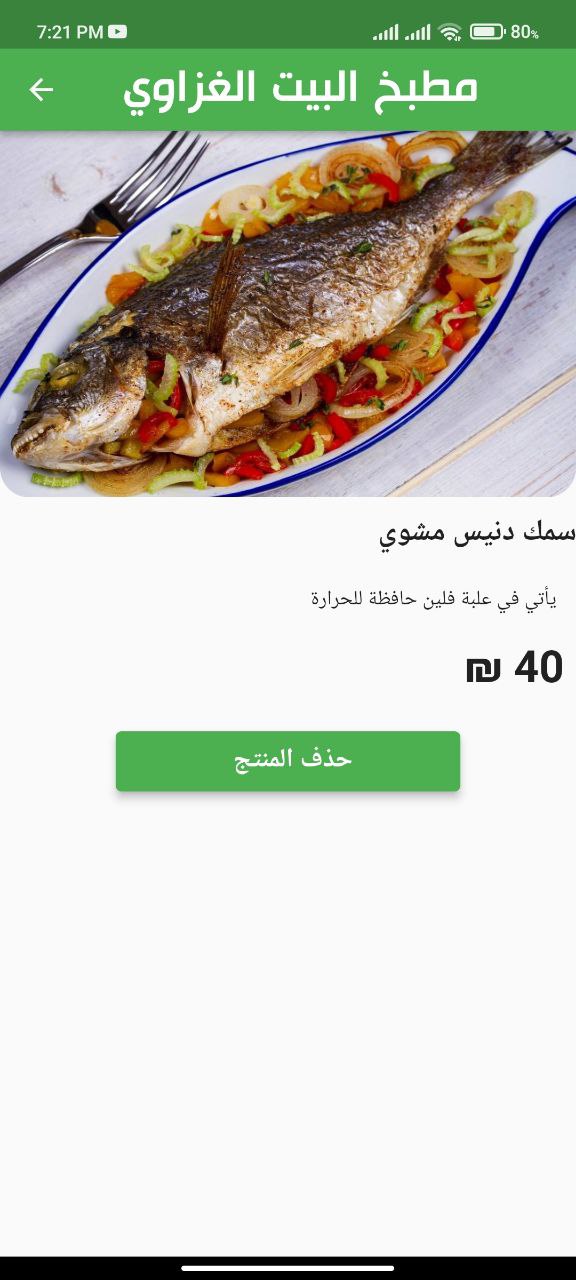 7:21 PM
80%
مطبخ البيت الغزاوي
سمك دنيس مشوي
يأتي في علبة فلين حافظة للحرارة
40 ₪
حذف المنتج